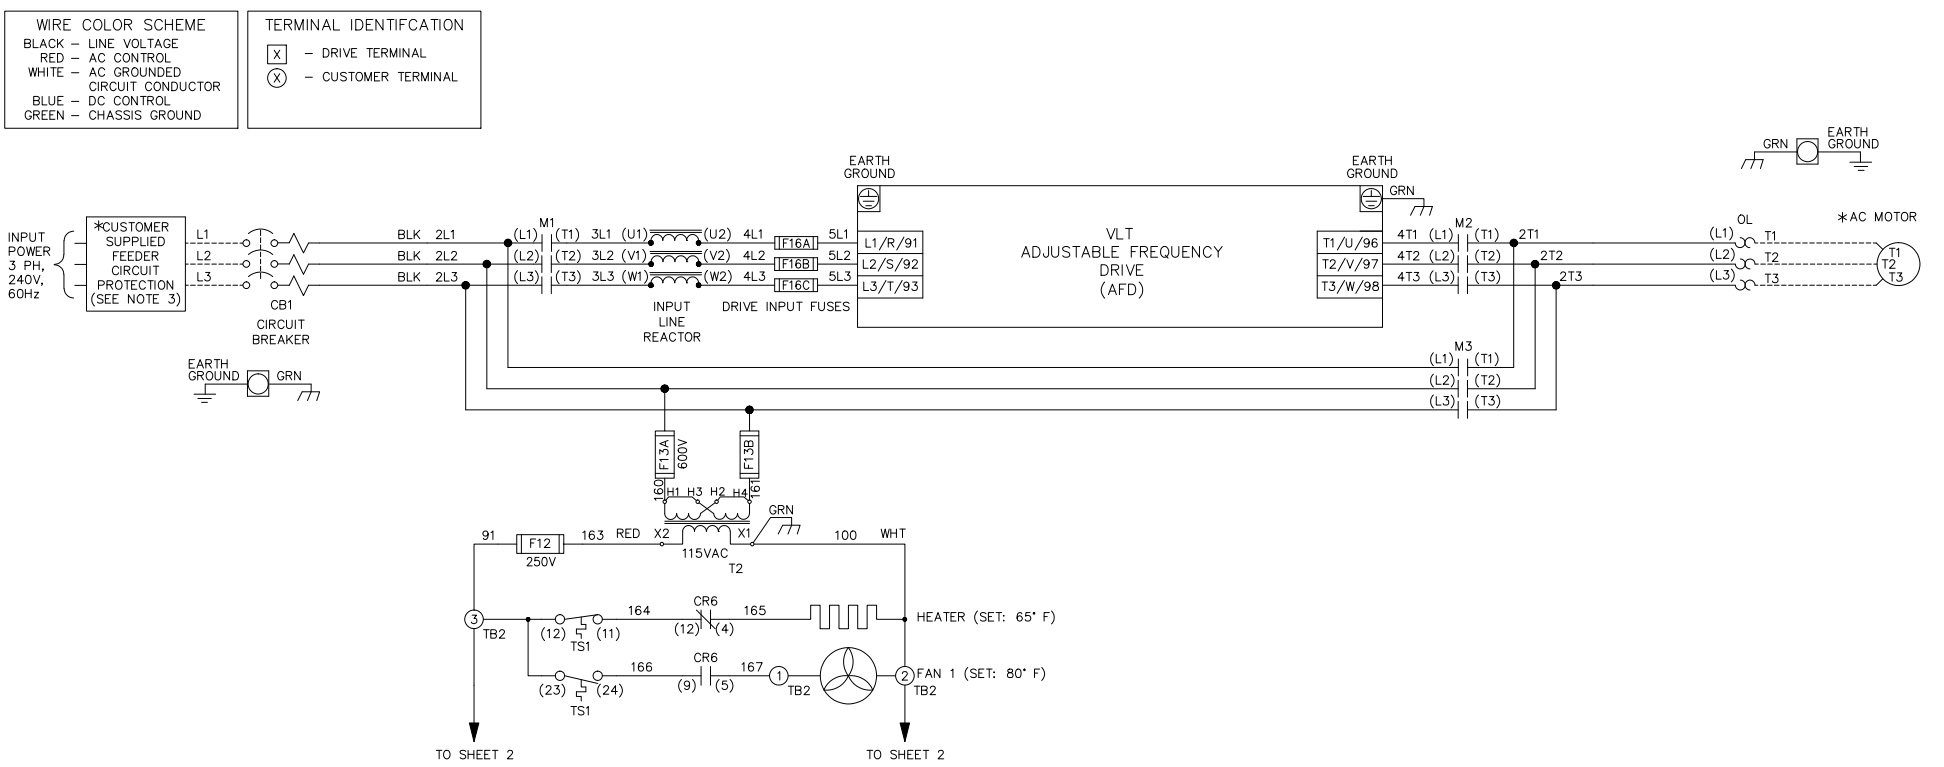 WIRE COLOR SCHEME
BLACK – LINE VOLTAGE
RED – AC CONTROL
WHITE – AC GROUNDED
CIRCUIT CONDUCTOR
BLUE – DC CONTROL
GREEN – CHASSIS GROUND
TERMINAL IDENTIFCATION
X – DRIVE TERMINAL
X – CUSTOMER TERMINAL
INPUT
POWER
3 PH,
240V,
60Hz
*CUSTOMER
SUPPLIED
FEEDER
CIRCUIT
PROTECTION
(SEE NOTE 3)
L1
L2
L3
CB1
CIRCUIT
BREAKER
EARTH
GROUND
GRN
BLK 2L1
BLK 2L2
BLK 2L3
M1
(L1) (T1) 3L1 (U1) (U2) 4L1 F16A 5L1
(L2) (T2) 3L2 (V1) (V2) 4L2 F16B 5L2
(L3) (T3) 3L3 (W1) (W2) 4L3 F16C 5L3
INPUT
LINE
REACTOR
DRIVE INPUT FUSES
EARTH
GROUND
L1/R/91
L2/S/92
L3/T/93
VLT
ADJUSTABLE FREQUENCY
DRIVE
(AFD)
EARTH
GROUND
GRN
T1/U/96
T2/V/97
T3/W/98
M2
4T1 (L1) (T1) 2T1
4T2 (L2) (T2) 2T2
4T3 (L3) (T3) 2T3
M3
(L1) (T1)
(L2) (T2)
(L3) (T3)
GRN
EARTH
GROUND
OL
(L1) T1
(L2) T2
(L3) T3
*AC MOTOR
T1
T2
T3
F13A
600V
F13B
160
161
H1 H3 H2 H4
GRN
91 F12 163 RED X2 X1 100 WHT
250V
115VAC
T2
3
TB2
(12) (11)
TS1
164
CR6
(12) (4)
165
HEATER (SET: 65° F)
(23) (24)
TS1
166
CR6
(9) (5)
167
1
TB2
2
TB2
FAN 1 (SET: 80° F)
TO SHEET 2
TO SHEET 2